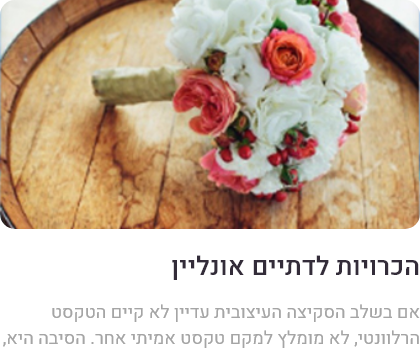 הכרויות לדתיים אונליין
אם בשלב הסקיצה העיצובית עדיין לא קיים הטקסט
הרלוונטי, לא מומלץ למקם טקסט אמיתי אחר. הסיבה היא,